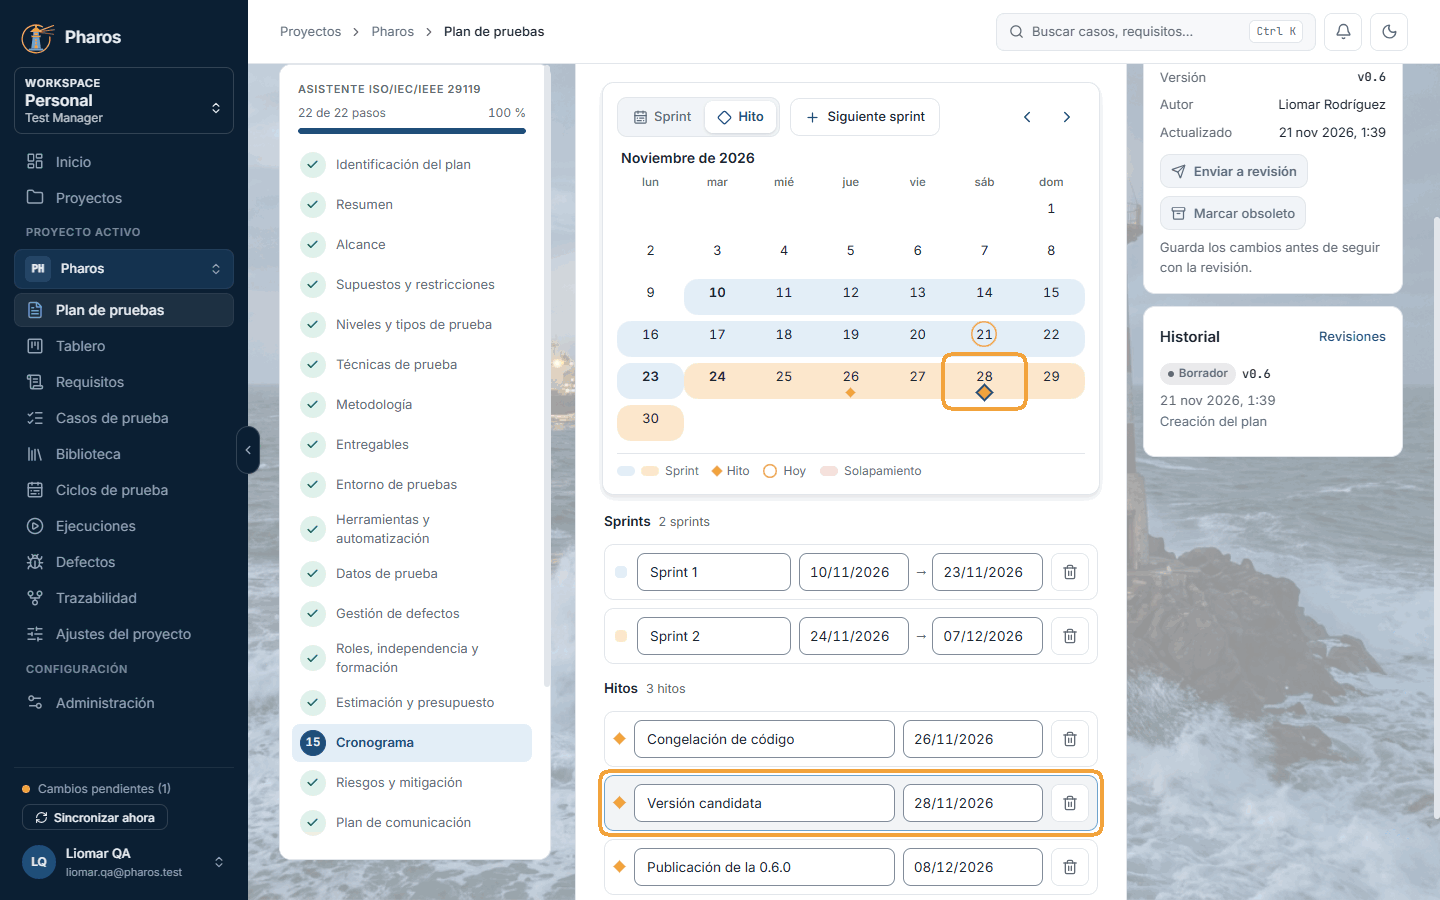 Pharos
WORKSPACE
Personal
Test Manager
Inicio
Proyectos
PROYECTO ACTIVO
PH Pharos
Plan de pruebas
Tablero
Requisitos
Casos de prueba
Biblioteca
Ciclos de prueba
Ejecuciones
Defectos
Trazabilidad
Ajustes del proyecto
CONFIGURACIÓN
Administración
Cambios pendientes (1)
Sincronizar ahora
LQ Liomar QA
liomar.qa@pharos.test
Proyectos > Pharos > Plan de pruebas
Buscar casos, requisitos... Ctrl K
ASISTENTE ISO/IEC/IEEE 29119
22 de 22 pasos 100 %
Identificación del plan
Resumen
Alcance
Supuestos y restricciones
Niveles y tipos de prueba
Técnicas de prueba
Metodología
Entregables
Entorno de pruebas
Herramientas y
automatización
Datos de prueba
Gestión de defectos
Roles, independencia y
formación
Estimación y presupuesto
15 Cronograma
Riesgos y mitigación
Plan de comunicación
Sprint Hito + Siguiente sprint
Noviembre de 2026
lun mar mié jue vie sáb dom
1
2 3 4 5 6 7 8
9 10 11 12 13 14 15
16 17 18 19 20 21 22
23 24 25 26 27 28 29
30
Sprint Hito Hoy Solapamiento
Sprints 2 sprints
Sprint 1 10/11/2026 → 23/11/2026
Sprint 2 24/11/2026 → 07/12/2026
Hitos 3 hitos
Congelación de código 26/11/2026
Versión candidata 28/11/2026
Publicación de la 0.6.0 08/12/2026
Versión v0.6
Autor Liomar Rodríguez
Actualizado 21 nov 2026, 1:39
Enviar a revisión
Marcar obsoleto
Guarda los cambios antes de seguir
con la revisión.
Historial Revisiones
Borrador v0.6
21 nov 2026, 1:39
Creación del plan